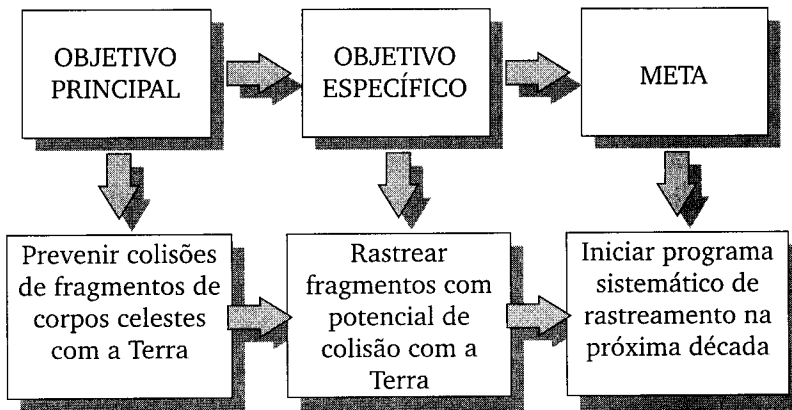 OBJETIVO
PRINCIPAL
OBJETIVO
ESPECÍFICO
META
Prevenir colisões
de fragmentos de
corpos celestes
com a Terra
Rastrear
fragmentos com
potencial de
colisão com a
Terra
Iniciar programa
sistemático de
rastreamento na
próxima década